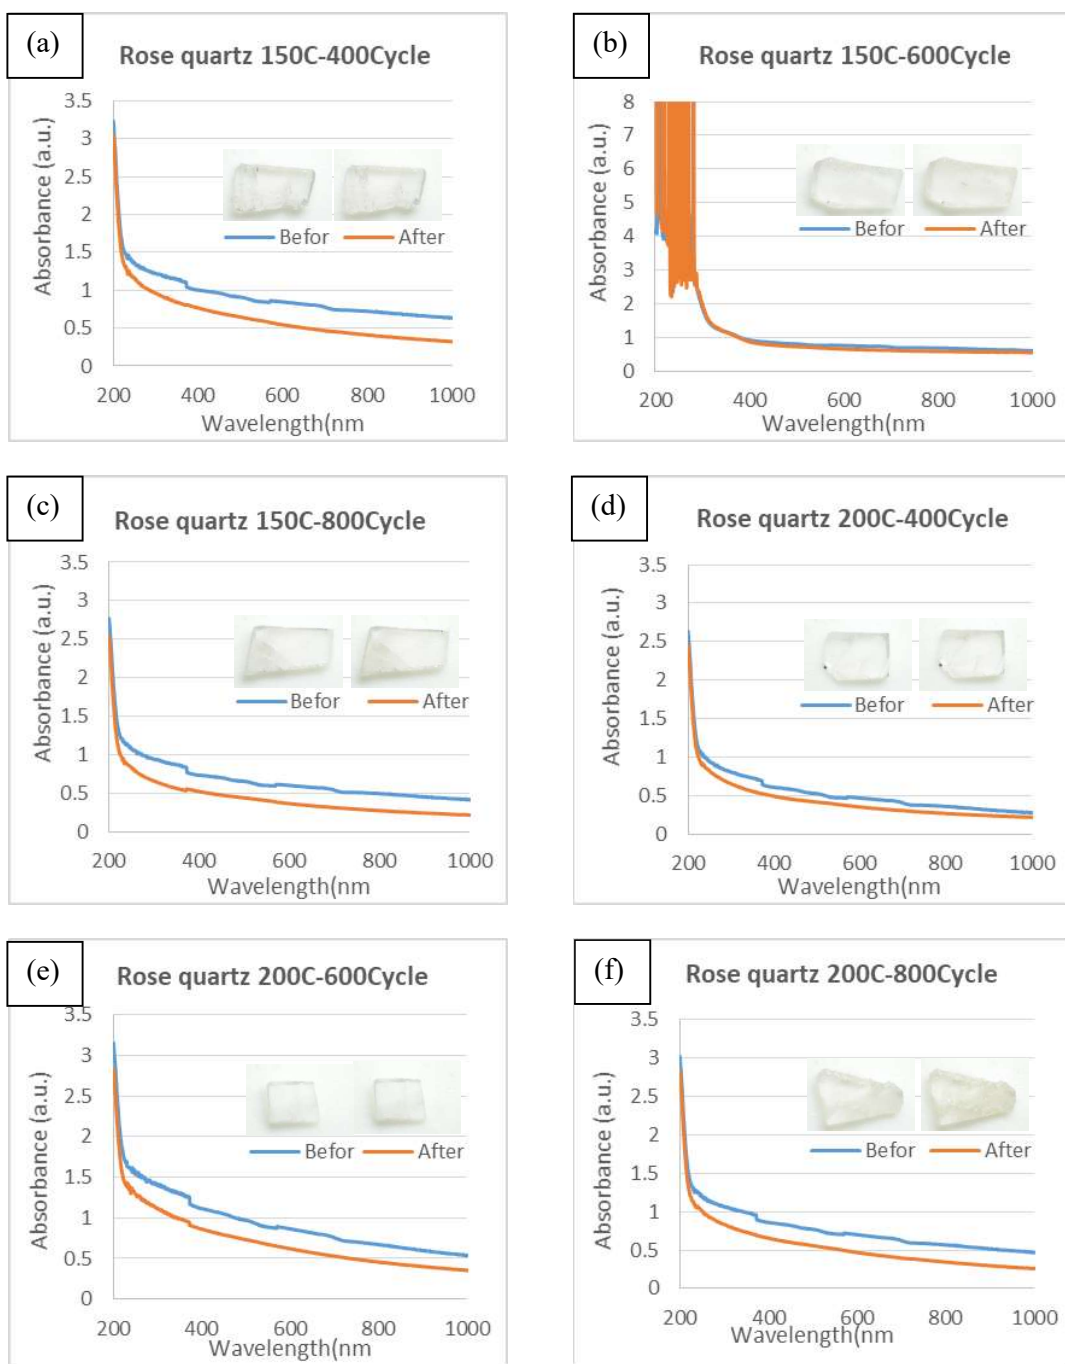 (a)
Rose quartz 150C-400Cycle
Absorbance (a.u.)
3.5
3
2.5
2
1.5
1
0.5
0
Befor After
200 400 600 800 1000
Wavelength(nm
(b)
Rose quartz 150C-600Cycle
Absorbance (a.u.)
8
7
6
5
4
3
2
1
0
Befor After
200 400 600 800 1000
Wavelength(nm
(c)
Rose quartz 150C-800Cycle
Absorbance (a.u.)
3.5
3
2.5
2
1.5
1
0.5
0
Befor After
200 400 600 800 1000
Wavelength(nm
(d)
Rose quartz 200C-400Cycle
Absorbance (a.u.)
3.5
3
2.5
2
1.5
1
0.5
0
Befor After
200 400 600 800 1000
Wavelength(nm
(e)
Rose quartz 200C-600Cycle
Absorbance (a.u.)
3.5
3
2.5
2
1.5
1
0.5
0
Befor After
200 400 600 800 1000
Wavelength(nm
(f)
Rose quartz 200C-800Cycle
Absorbance (a.u.)
3.5
3
2.5
2
1.5
1
0.5
0
Befor After
200 400 600 800 1000
Wavelength(nm